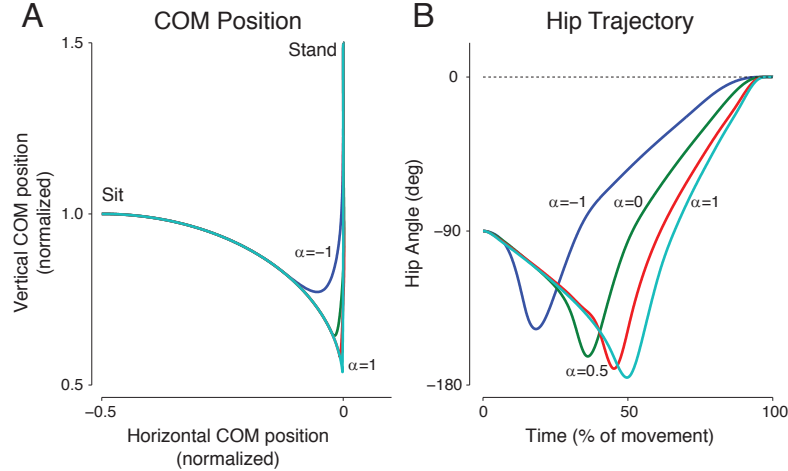 A
COM Position
1.5
Stand
Sit
1.0
α=−1
α=1
0.5
−0.5
0
Vertical COM position
(normalized)
Horizontal COM position
(normalized)
B
Hip Trajectory
0
α=−1
α=0
α=1
−90
α=0.5
−180
0
50
100
Hip Angle (deg)
Time (% of movement)